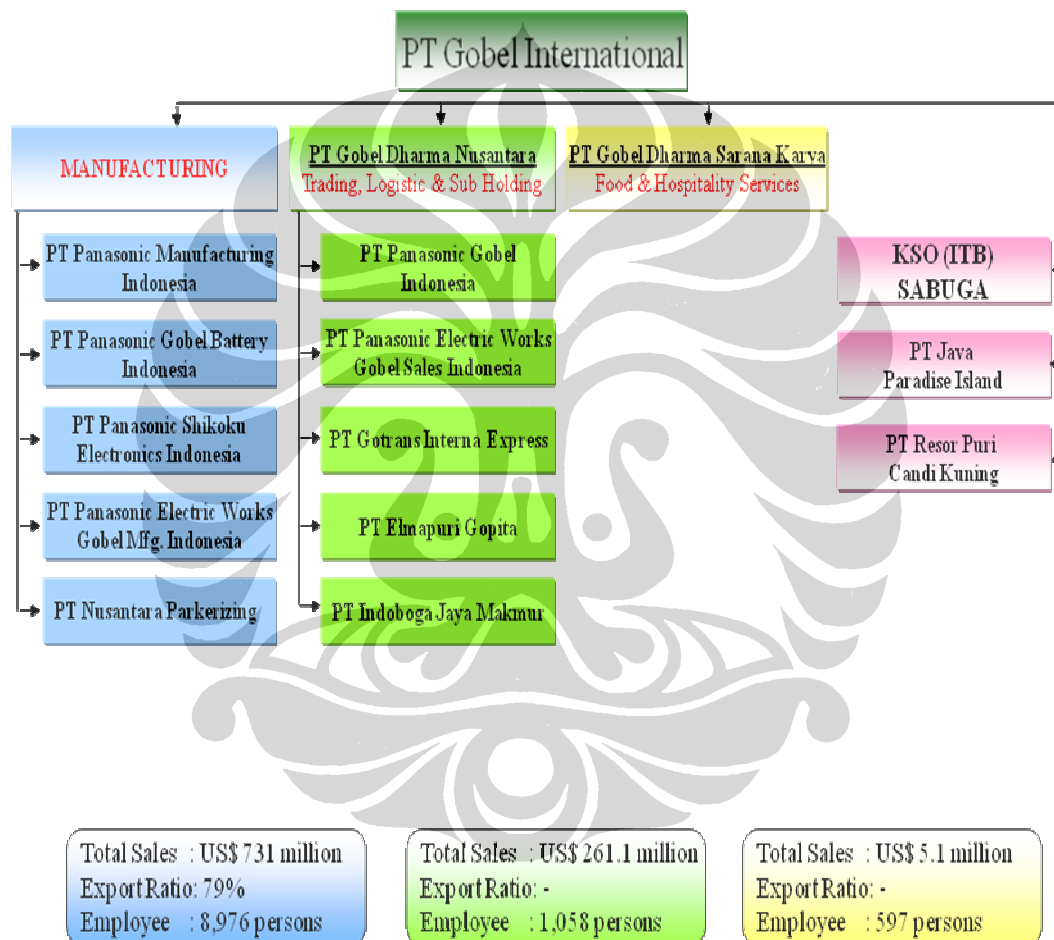 PT Gobel International
MANUFACTURING
PT Gobel Dharma Nusantara
Trading, Logistic & Sub Holding
PT Gobel Dharma Sarana Karva
Food & Hospitality Services
PT Panasonic Manufacturing
Indonesia
PT Panasonic Gobel Battery
Indonesia
PT Panasonic Shikoku
Electronics Indonesia
PT Panasonic Electric Works
Gobel Mfg. Indonesia
PT Nusantara Parkerizing
PT Panasonic Gobel
Indonesia
PT Panasonic Electric Works
Gobel Sales Indonesia
PT Gotrans Interna Express
PT Elmapuri Gopita
PT Indoboga Jaya Makmur
KSO (ITB)
SABUGA
PT Java
Paradise Island
PT Resor Puri
Candi Kuning
Total Sales : US$ 731 million
Export Ratio: 79%
Employee : 8,976 persons
Total Sales : US$ 261.1 million
Export Ratio: -
Employee : 1,058 persons
Total Sales : US$ 5.1 million
Export Ratio: -
Employee : 597 persons